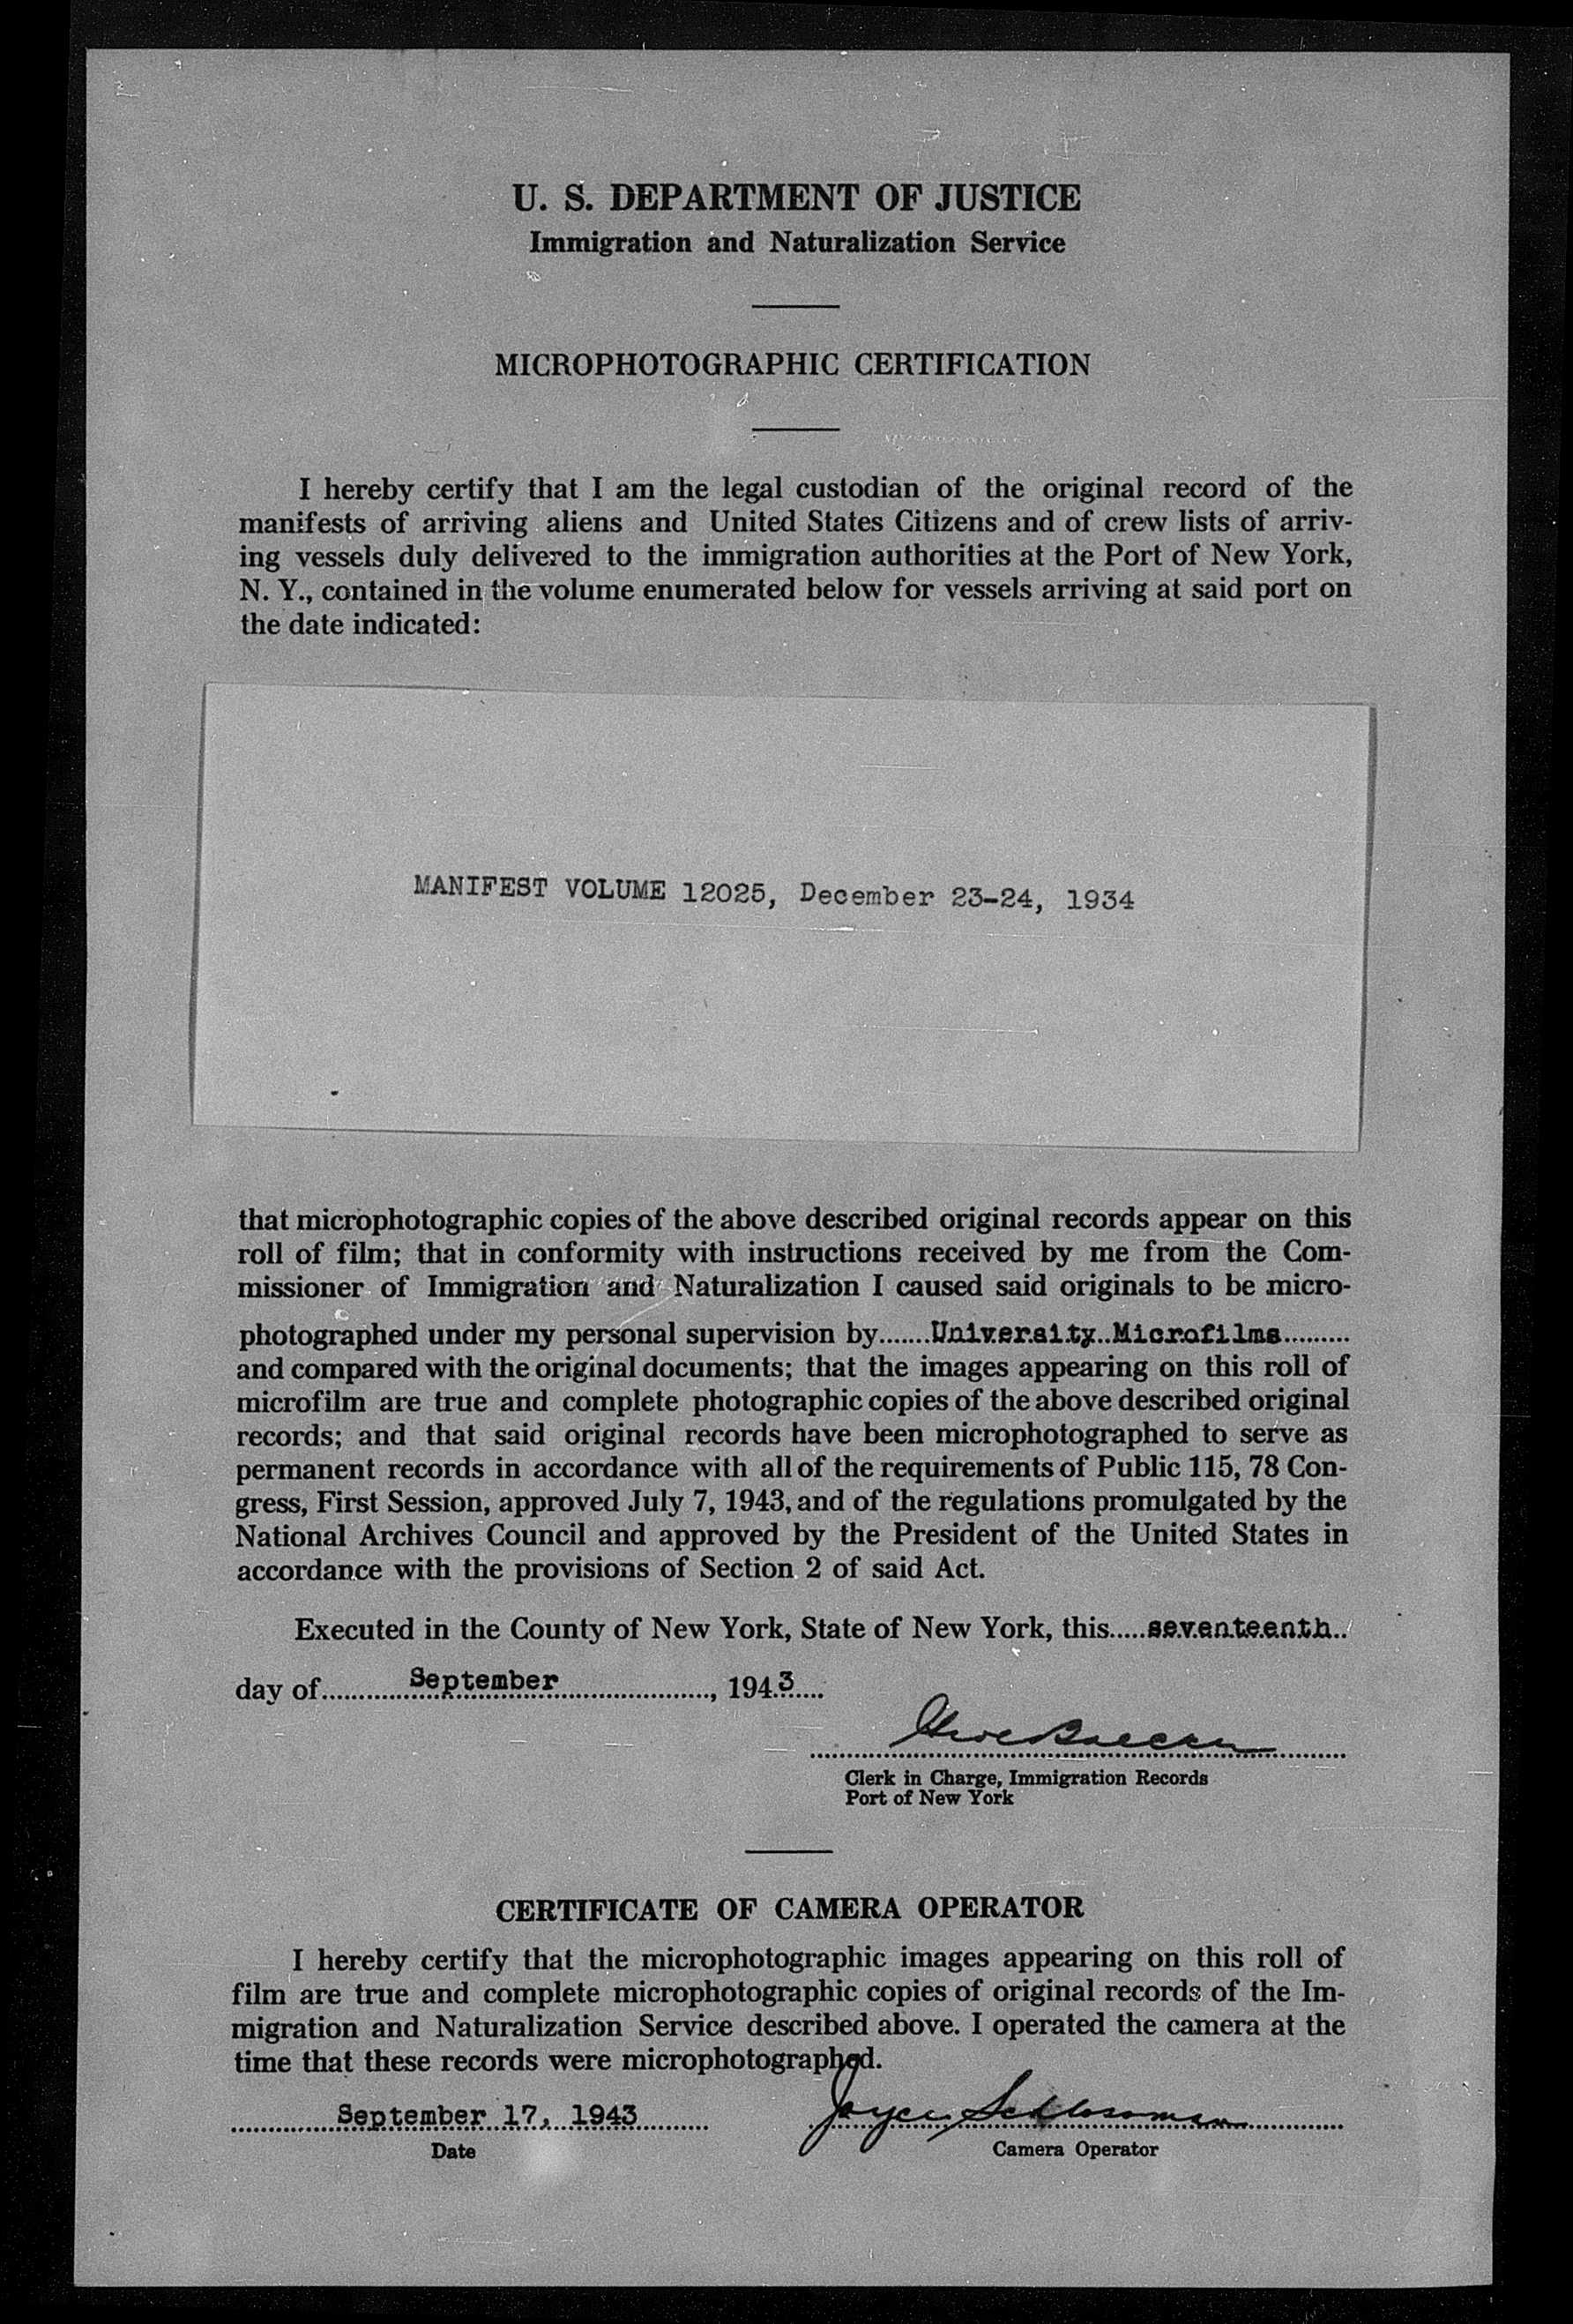 U. S. DEPARTMENT OF JUSTICE
Immigration and Naturalization Service
MICROPHOTOGRAPHIC CERTIFICATION
I hereby certify that I am the legal custodian of the original record of the
manifests of arriving aliens and United States Citizens and of crew lists of arriv-
ing vessels duly delivered to the immigration authorities at the Port of New York,
N. Y., contained in the volume enumerated below for vessels arriving at said port on
the date indicated:
MANIFEST VOLUME 12025, December 23-24, 1934
that microphotographic copies of the above described original records appear on this
roll of film; that in conformity with instructions received by me from the Com-
missioner of Immigration and Naturalization I caused said originals to be micro-
photographed under my personal supervision by.......University Microfilms.........
and compared with the original documents; that the images appearing on this roll of
microfilm are true and complete photographic copies of the above described original
records; and that said original records have been microphotographed to serve as
permanent records in accordance with all of the requirements of Public 115, 78 Con-
gress, First Session, approved July 7, 1943, and of the regulations promulgated by the
National Archives Council and approved by the President of the United States in
accordance with the provisions of Section 2 of said Act.
Executed in the County of New York, State of New York, this.....seventeenth..
day of............September......................, 1943....
Clerk in Charge, Immigration Records
Port of New York
CERTIFICATE OF CAMERA OPERATOR
I hereby certify that the microphotographic images appearing on this roll of
film are true and complete microphotographic copies of original records of the Im-
migration and Naturalization Service described above. I operated the camera at the
time that these records were microphotographed.
September 17, 1943 Joyce Schlossman
Date Camera Operator